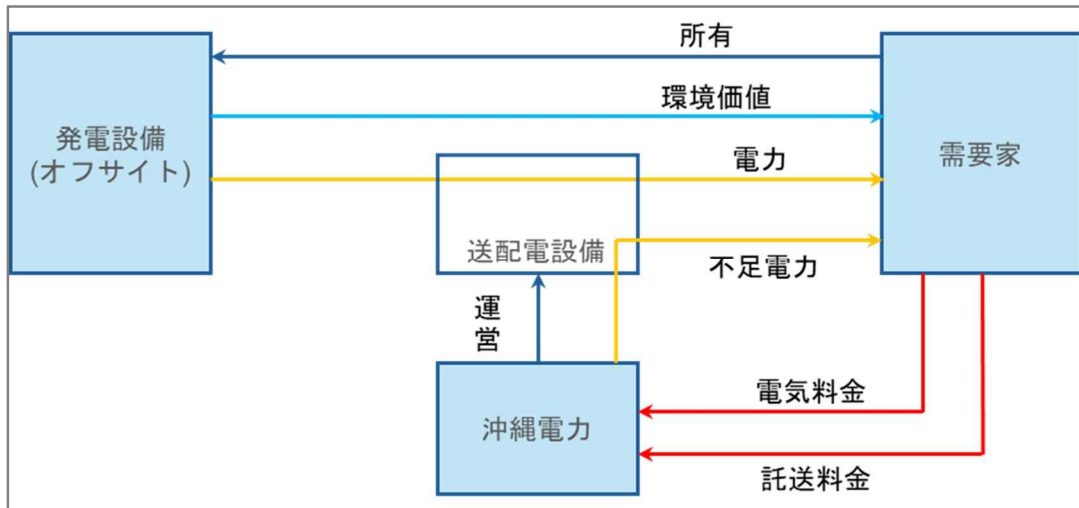 所有
環境価値
発電設備
(オフサイト)
需要家
電力
送配電設備
不足電力
運
営
電気料金
沖縄電力
託送料金